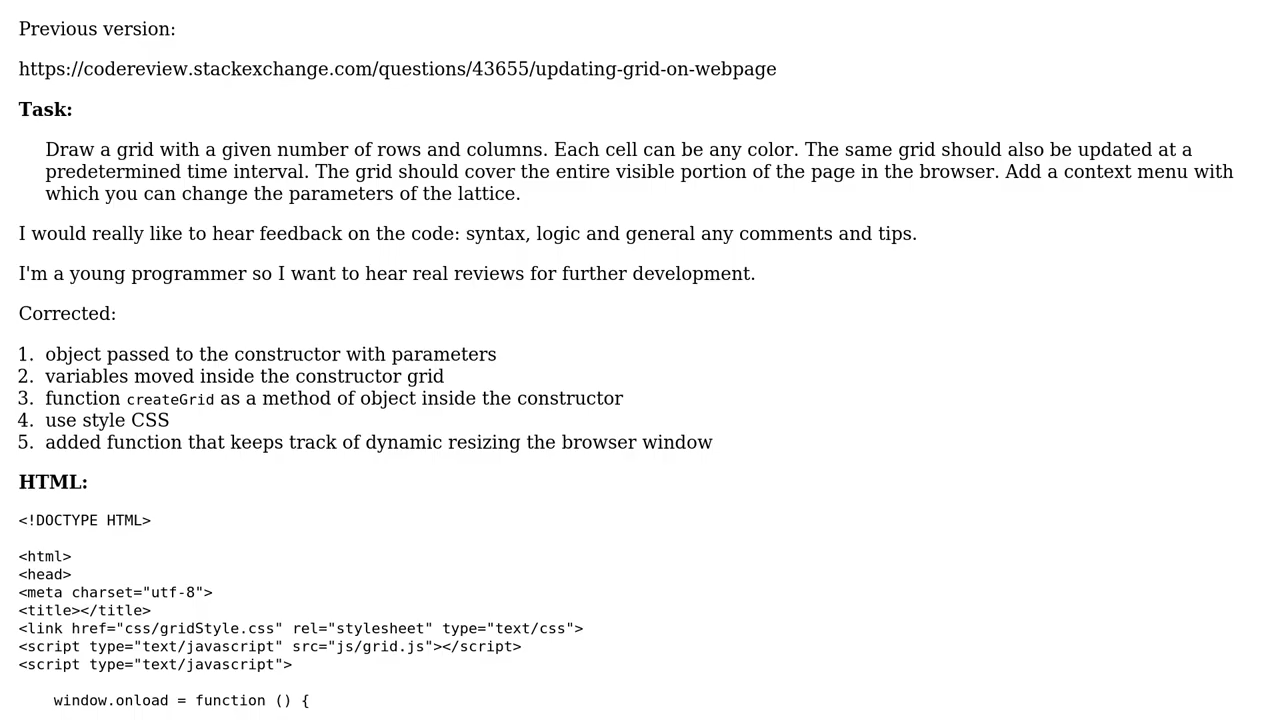 Previous version:
https://codereview.stackexchange.com/questions/43655/updating-grid-on-webpage
Task:
Draw a grid with a given number of rows and columns. Each cell can be any color. The same grid should also be updated at a
predetermined time interval. The grid should cover the entire visible portion of the page in the browser. Add a context menu with
which you can change the parameters of the lattice.
I would really like to hear feedback on the code: syntax, logic and general any comments and tips.
I'm a young programmer so I want to hear real reviews for further development.
Corrected:
1. object passed to the constructor with parameters
2. variables moved inside the constructor grid
3. function createGrid as a method of object inside the constructor
4. use style CSS
5. added function that keeps track of dynamic resizing the browser window
HTML:
<!DOCTYPE HTML>
<html>
<head>
<meta charset="utf-8">
<title></title>
<link href="css/gridStyle.css" rel="stylesheet" type="text/css">
<script type="text/javascript" src="js/grid.js"></script>
<script type="text/javascript">
window.onload = function () {